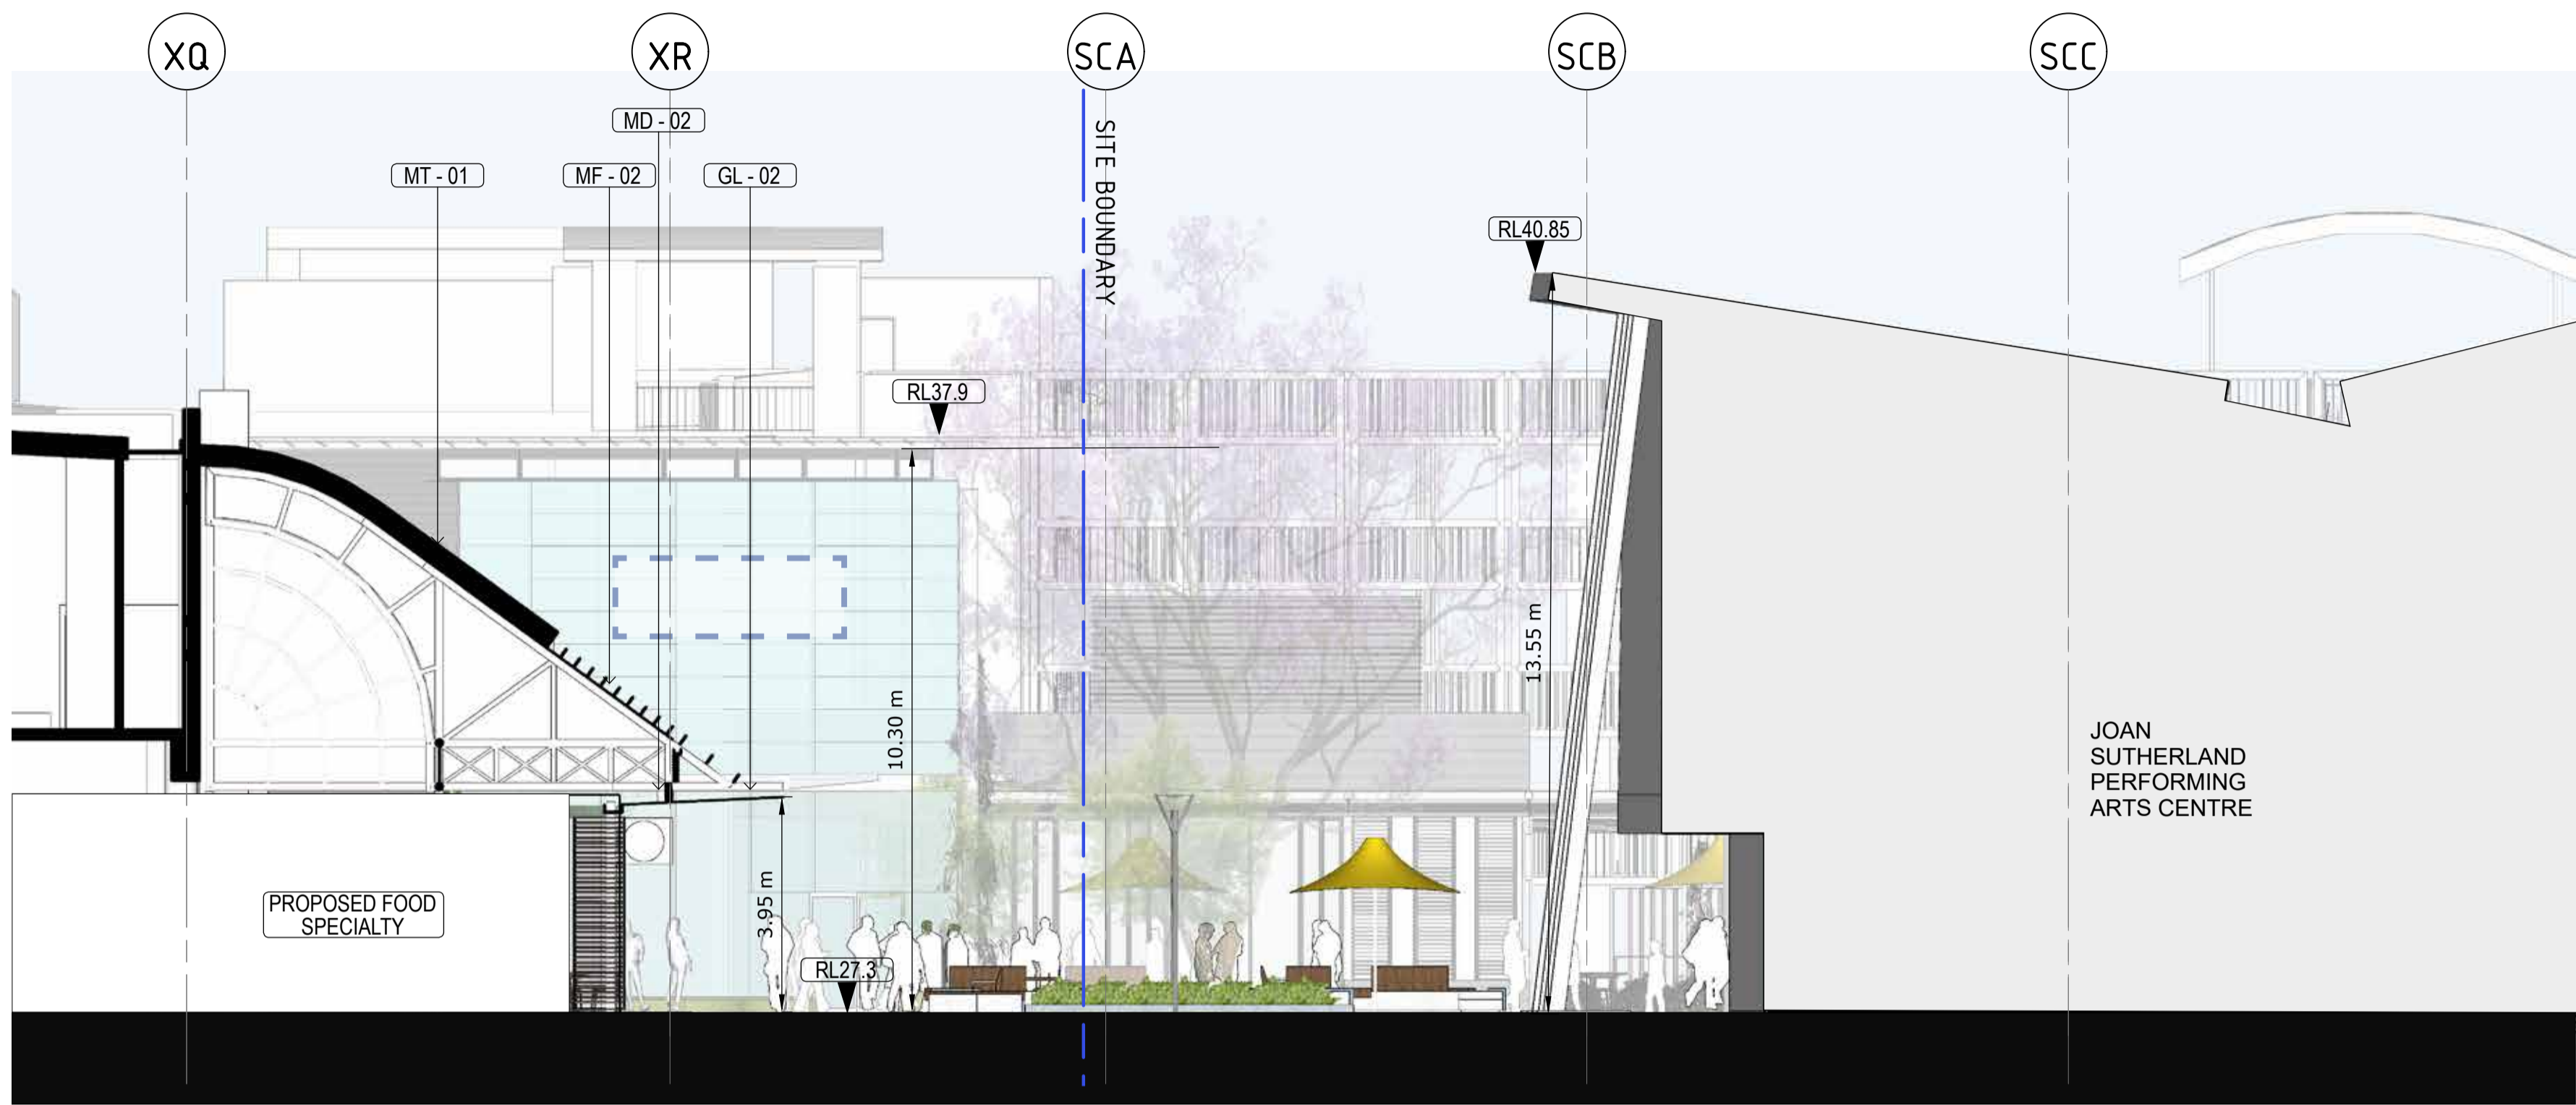 XQ
XR
SCA
SCB
SCC
MD - 02
MT - 01
MF - 02
GL - 02
SITE BOUNDARY
RL40.85
RL37.9
13.55 m
10.30 m
JOAN
SUTHERLAND
PERFORMING
ARTS CENTRE
3.95 m
PROPOSED FOOD
SPECIALTY
RL27.3